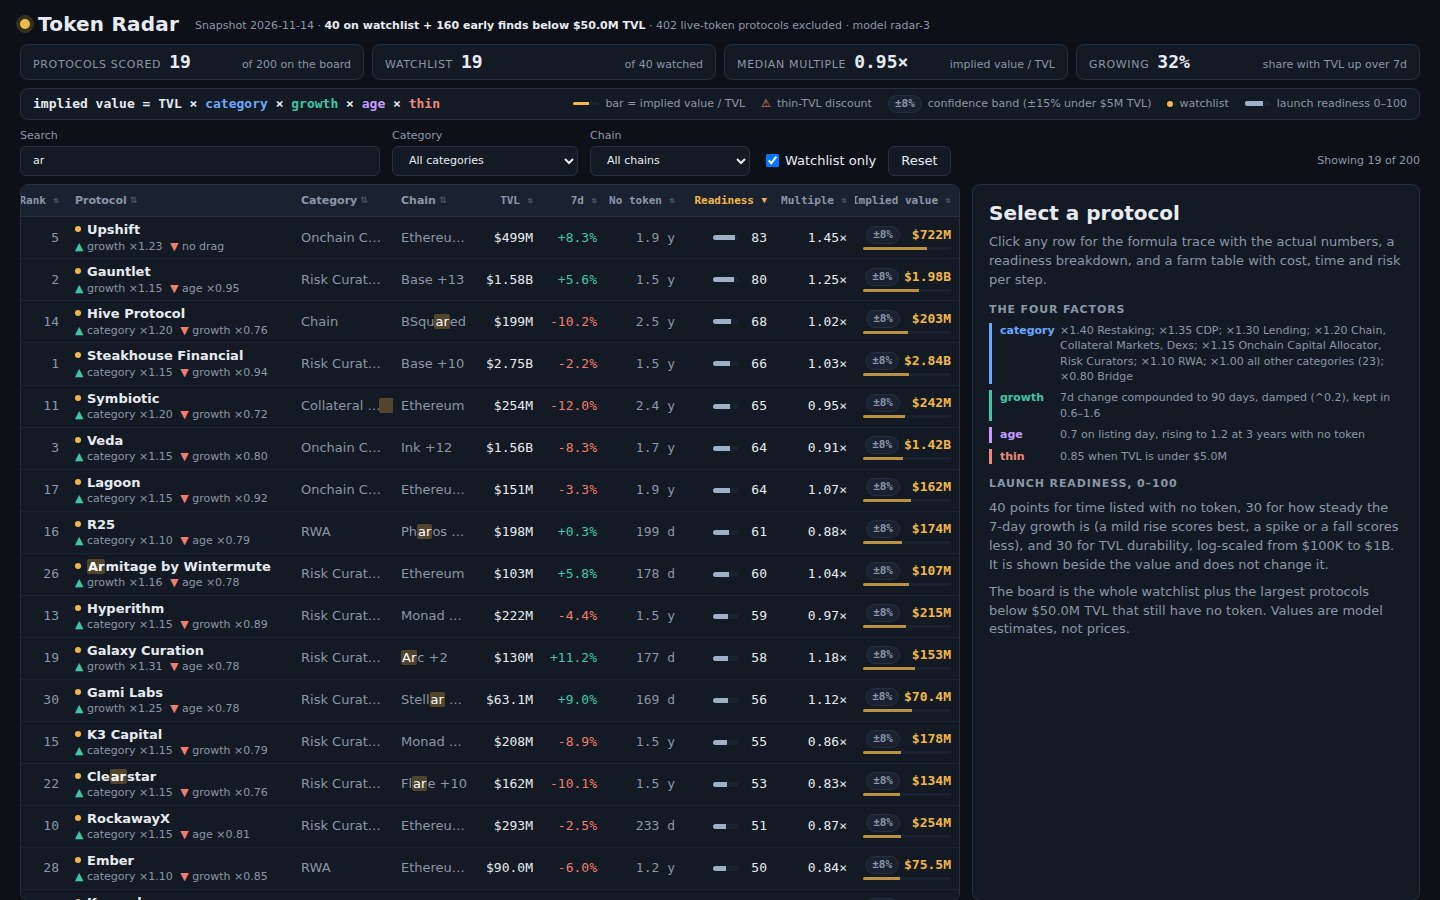 Token Radar Snapshot 2026-11-14 · 40 on watchlist + 160 early finds below $50.0M TVL · 402 live-token protocols excluded · model radar-3
PROTOCOLS SCORED 19 of 200 on the board WATCHLIST 19 of 40 watched MEDIAN MULTIPLE 0.95× implied value / TVL GROWING 32% share with TVL up over 7d
implied value = TVL × category × growth × age × thin bar = implied value / TVL ⚠ thin-TVL discount ±8% confidence band (±15% under $5M TVL) watchlist launch readiness 0–100
Search Category Chain
ar All categories All chains Watchlist only Reset Showing 19 of 200
Rank Protocol Category Chain TVL 7d No token Readiness ▼ Multiple Implied value
5 Upshift Onchain C… Ethereu… $499M +8.3% 1.9 y 83 1.45× ±8% $722M
▲ growth ×1.23 ▼ no drag
2 Gauntlet Risk Curat… Base +13 $1.58B +5.6% 1.5 y 80 1.25× ±8% $1.98B
▲ growth ×1.15 ▼ age ×0.95
14 Hive Protocol Chain BSquared $199M -10.2% 2.5 y 68 1.02× ±8% $203M
▲ category ×1.20 ▼ growth ×0.76
1 Steakhouse Financial Risk Curat… Base +10 $2.75B -2.2% 1.5 y 66 1.03× ±8% $2.84B
▲ category ×1.15 ▼ growth ×0.94
11 Symbiotic Collateral … Ethereum $254M -12.0% 2.4 y 65 0.95× ±8% $242M
▲ category ×1.20 ▼ growth ×0.72
3 Veda Onchain C… Ink +12 $1.56B -8.3% 1.7 y 64 0.91× ±8% $1.42B
▲ category ×1.15 ▼ growth ×0.80
17 Lagoon Onchain C… Ethereu… $151M -3.3% 1.9 y 64 1.07× ±8% $162M
▲ category ×1.15 ▼ growth ×0.92
16 R25 RWA Pharos … $198M +0.3% 199 d 61 0.88× ±8% $174M
▲ category ×1.10 ▼ age ×0.79
26 Armitage by Wintermute Risk Curat… Ethereum $103M +5.8% 178 d 60 1.04× ±8% $107M
▲ growth ×1.16 ▼ age ×0.78
13 Hyperithm Risk Curat… Monad … $222M -4.4% 1.5 y 59 0.97× ±8% $215M
▲ category ×1.15 ▼ growth ×0.89
19 Galaxy Curation Risk Curat… Arc +2 $130M +11.2% 177 d 58 1.18× ±8% $153M
▲ growth ×1.31 ▼ age ×0.78
30 Gami Labs Risk Curat… Stellar … $63.1M +9.0% 169 d 56 1.12× ±8% $70.4M
▲ growth ×1.25 ▼ age ×0.78
15 K3 Capital Risk Curat… Monad … $208M -8.9% 1.5 y 55 0.86× ±8% $178M
▲ category ×1.15 ▼ growth ×0.79
22 Clearstar Risk Curat… Flare +10 $162M -10.1% 1.5 y 53 0.83× ±8% $134M
▲ category ×1.15 ▼ growth ×0.76
10 RockawayX Risk Curat… Ethereu… $293M -2.5% 233 d 51 0.87× ±8% $254M
▲ category ×1.15 ▼ age ×0.81
28 Ember RWA Ethereu… $90.0M -6.0% 1.2 y 50 0.84× ±8% $75.5M
▲ category ×1.10 ▼ growth ×0.85
Select a protocol
Click any row for the formula trace with the actual numbers, a
readiness breakdown, and a farm table with cost, time and risk
per step.
THE FOUR FACTORS
category ×1.40 Restaking; ×1.35 CDP; ×1.30 Lending; ×1.20 Chain,
Collateral Markets, Dexs; ×1.15 Onchain Capital Allocator,
Risk Curators; ×1.10 RWA; ×1.00 all other categories (23);
×0.80 Bridge
growth 7d change compounded to 90 days, damped (^0.2), kept in
0.6–1.6
age 0.7 on listing day, rising to 1.2 at 3 years with no token
thin 0.85 when TVL is under $5.0M
LAUNCH READINESS, 0–100
40 points for time listed with no token, 30 for how steady the
7-day growth is (a mild rise scores best, a spike or a fall scores
less), and 30 for TVL durability, log-scaled from $100K to $1B.
It is shown beside the value and does not change it.
The board is the whole watchlist plus the largest protocols
below $50.0M TVL that still have no token. Values are model
estimates, not prices.